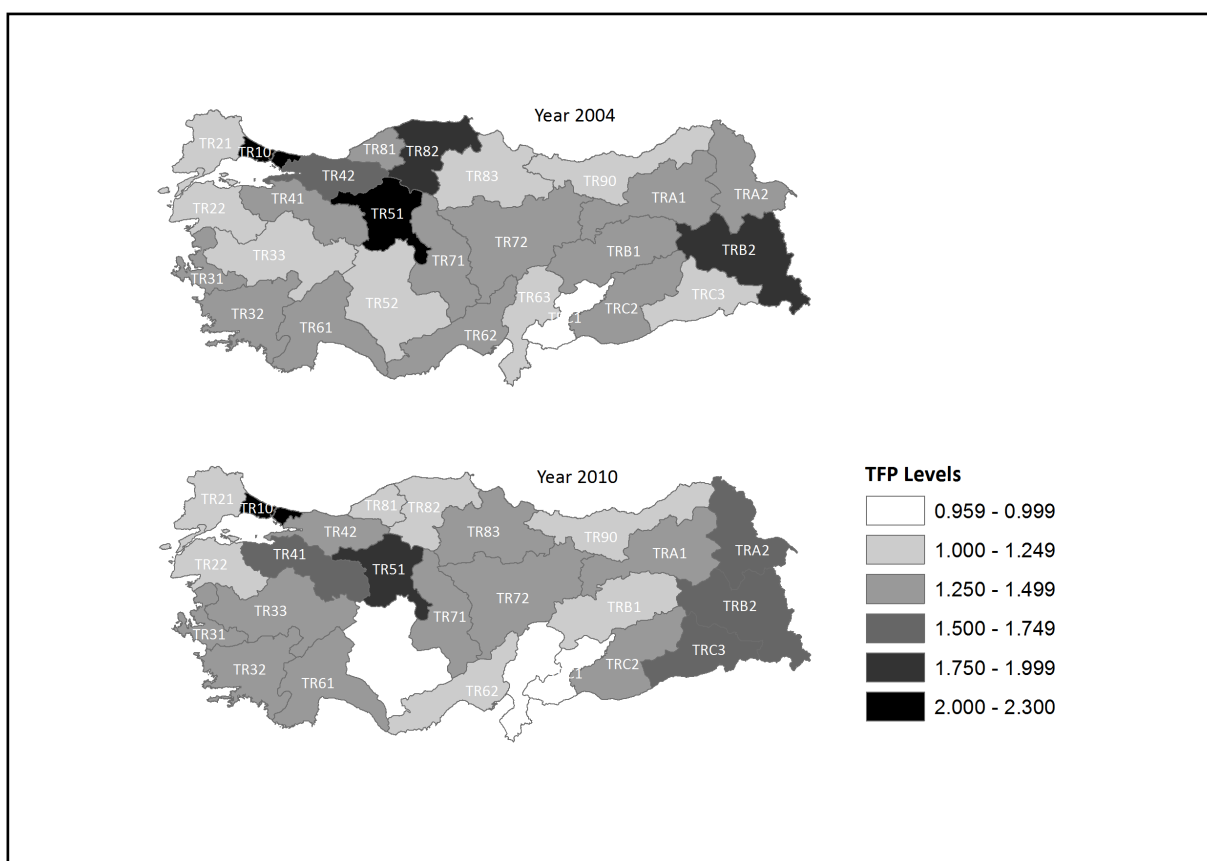 Year 2004
TR21
TR10
TR81
TR82
TR42
TR83
TR90
TRA1
TRA2
TR22
TR41
TR51
TR33
TR72
TRB1
TRB2
TR71
TR31
TR52
TR63
TRC3
TR32
TR61
TR62
TRC2
Year 2010
TR21
TR10
TR81
TR82
TR42
TR83
TR90
TRA1
TRA2
TR22
TR41
TR51
TR33
TR72
TRB1
TRB2
TR71
TR31
TRC3
TR32
TR61
TR62
TRC2
TFP Levels
0.959 - 0.999
1.000 - 1.249
1.250 - 1.499
1.500 - 1.749
1.750 - 1.999
2.000 - 2.300